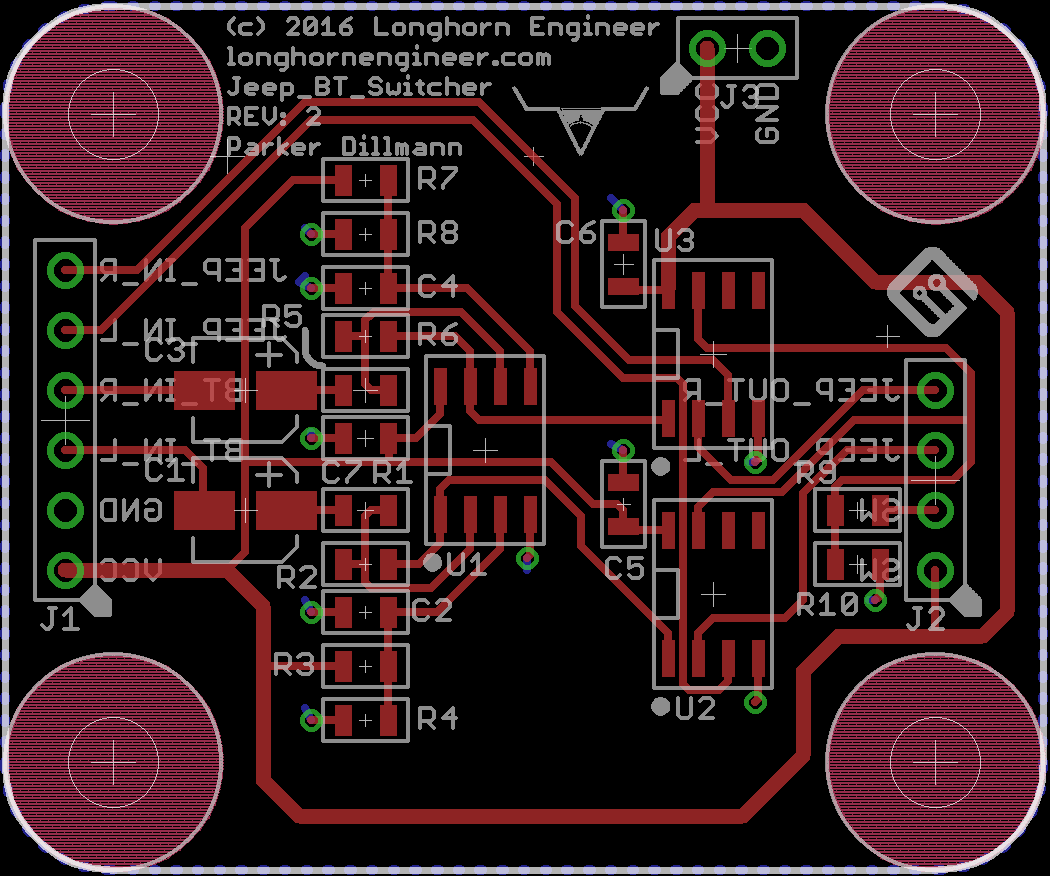 (c) 2016 Longhorn Engineer
longhornengineer.com
Jeep_BT_Switcher
REV: 2
Parker Dillmann
J3
VCC
GND
R7
R8
C6
U3
JEEP_IN_R
C4
R5
JEEP_IN_L
R6
C3
BT_IN_R
JEEP_OUT_R
BT_IN_L
JEEP_OUT_L
C1
C7
R1
R9
GND
SW
U1
C5
VCC
R2
SW
J1
C2
R10
J2
R3
R4
U2